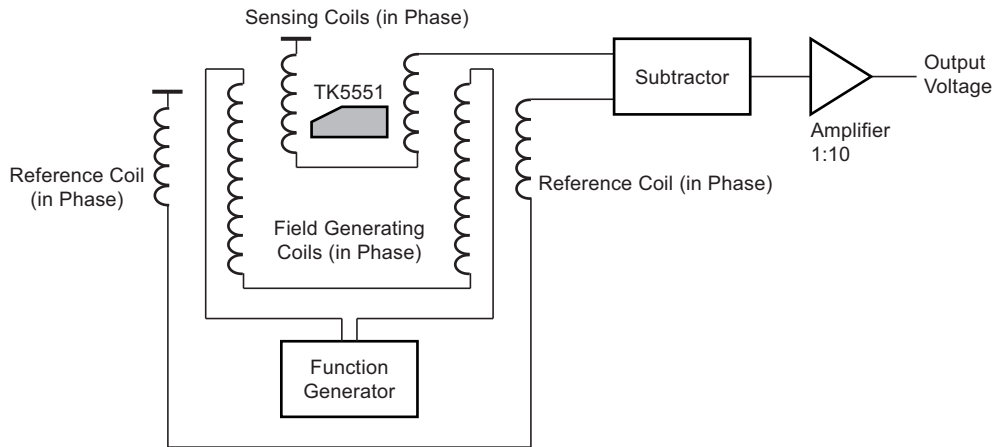 Sensing Coils (in Phase)
TK5551
Subtractor
Output
Voltage
Amplifier
1:10
Reference Coil
(in Phase)
Reference Coil (in Phase)
Field Generating
Coils (in Phase)
Function
Generator